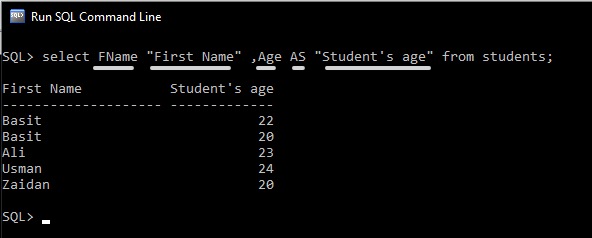 Run SQL Command Line
SQL> select FName "First Name" ,Age AS "Student's age" from students;
First Name           Student's age
-------------------- -------------
Basit                           22
Basit                           20
Ali                             23
Usman                           24
Zaidan                          20
SQL>